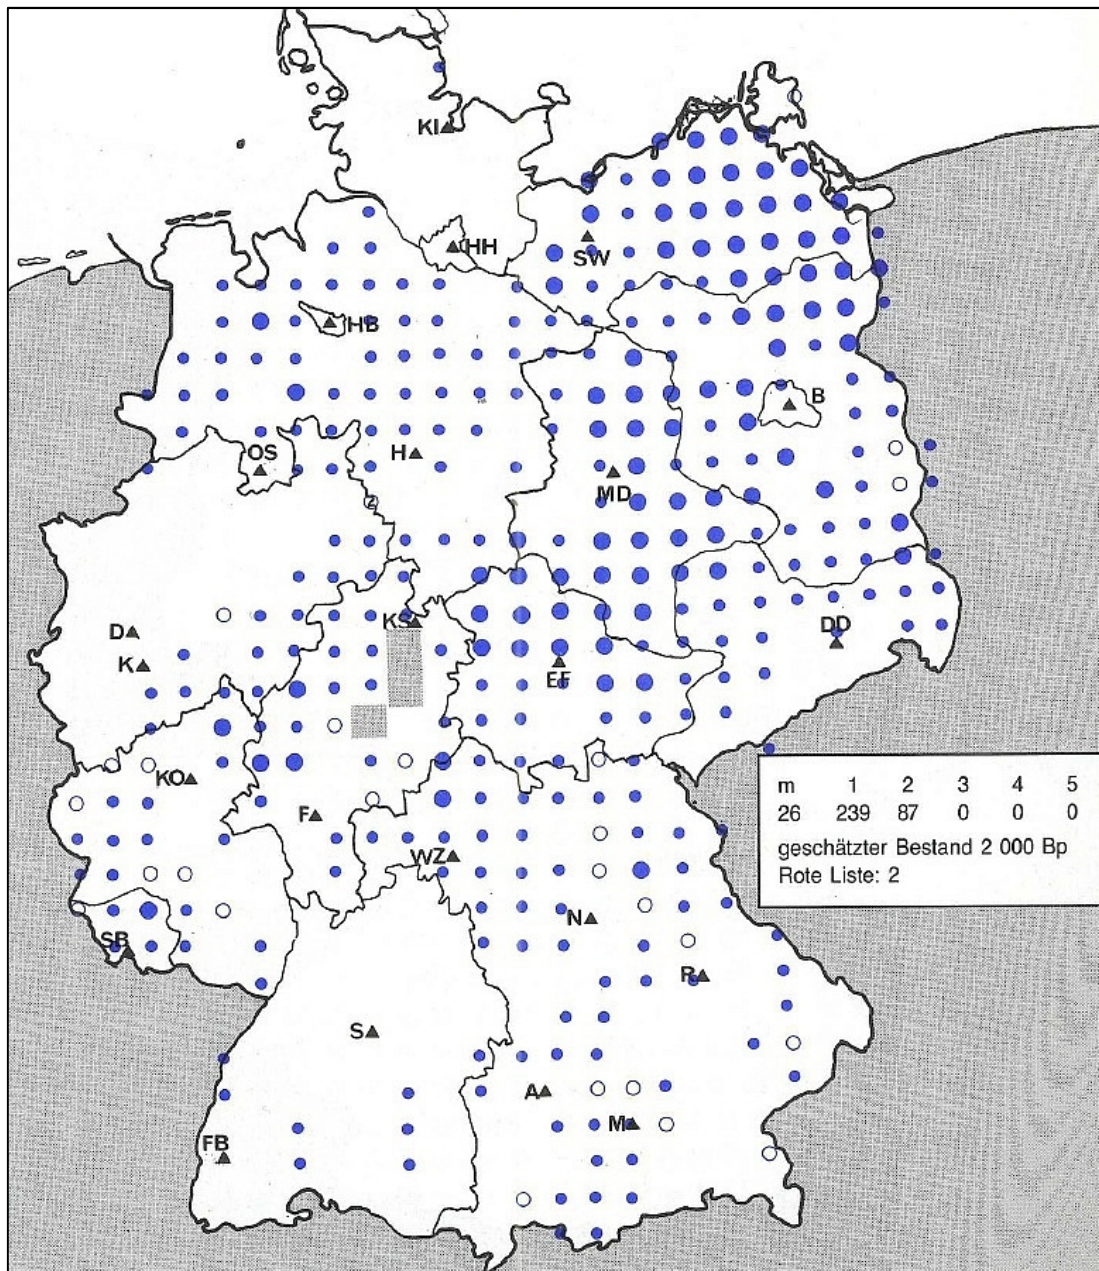 KI
HH
SW
HB
B
OS
H
MD
Z
D
KS
DD
K
EF
KO
m 1 2 3 4 5
26 239 87 0 0 0
geschätzter Bestand 2 000 Bp
Rote Liste: 2
F
WZ
N
SB
R
S
A
M
FB